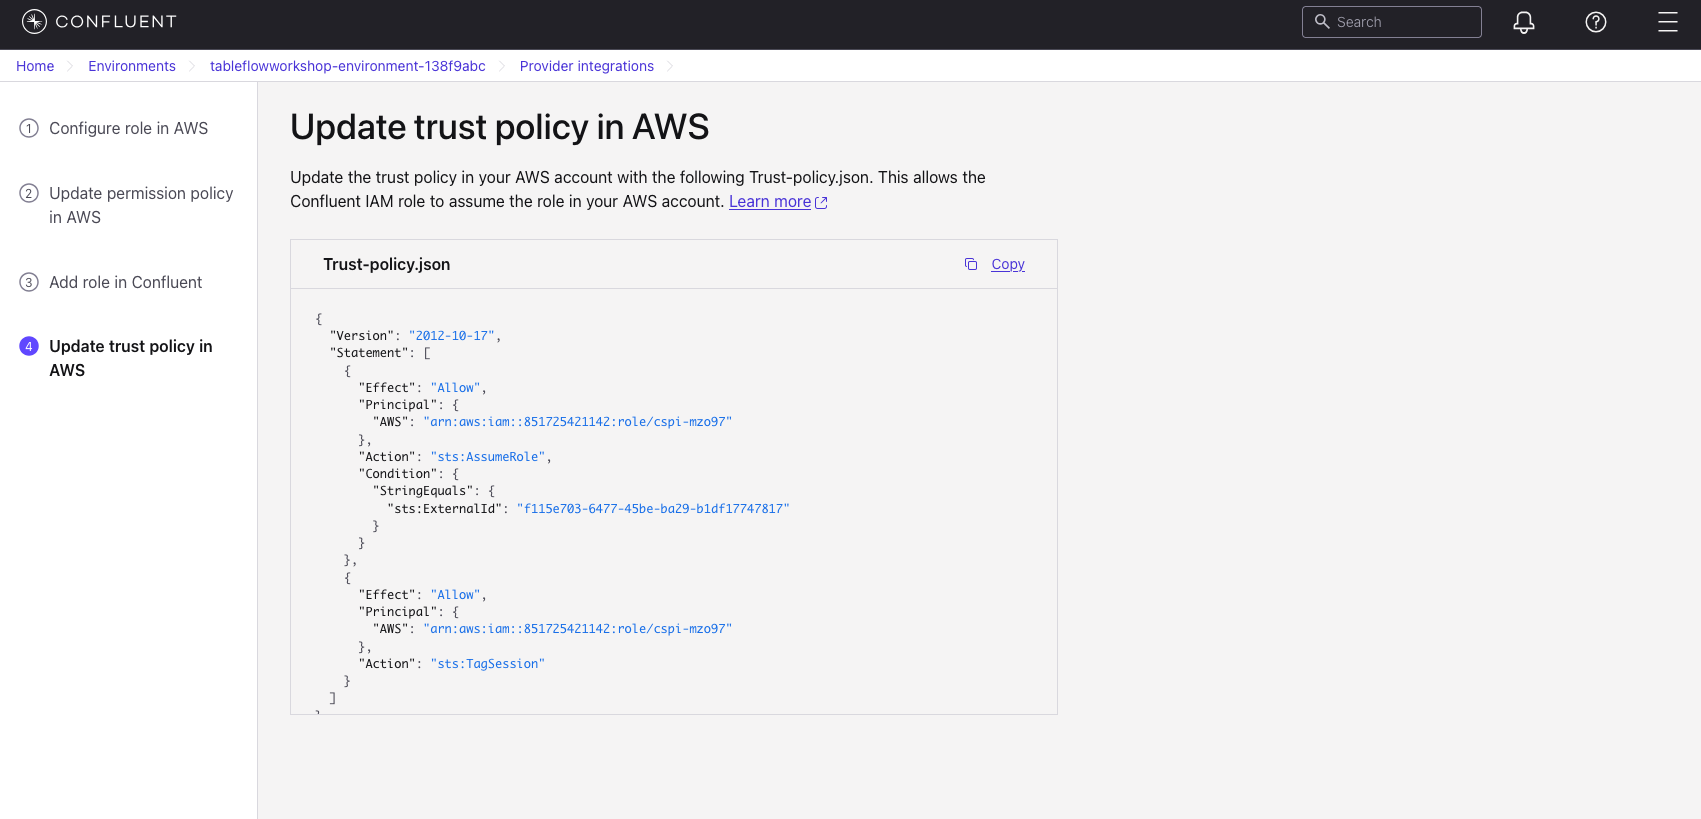 CONFLUENT
Search
Home
Environments
tableflowworkshop-environment-138f9abc
Provider integrations
1 Configure role in AWS
2 Update permission policy
in AWS
3 Add role in Confluent
4 Update trust policy in
AWS
Update trust policy in AWS
Update the trust policy in your AWS account with the following Trust-policy.json. This allows the
Confluent IAM role to assume the role in your AWS account. Learn more
Trust-policy.json
Copy
{
  "Version": "2012-10-17",
  "Statement": [
    {
      "Effect": "Allow",
      "Principal": {
        "AWS": "arn:aws:iam::851725421142:role/cspi-mzo97"
      },
      "Action": "sts:AssumeRole",
      "Condition": {
        "StringEquals": {
          "sts:ExternalId": "f115e703-6477-45be-ba29-b1df17747817"
        }
      }
    },
    {
      "Effect": "Allow",
      "Principal": {
        "AWS": "arn:aws:iam::851725421142:role/cspi-mzo97"
      },
      "Action": "sts:TagSession"
    }
  ]
}